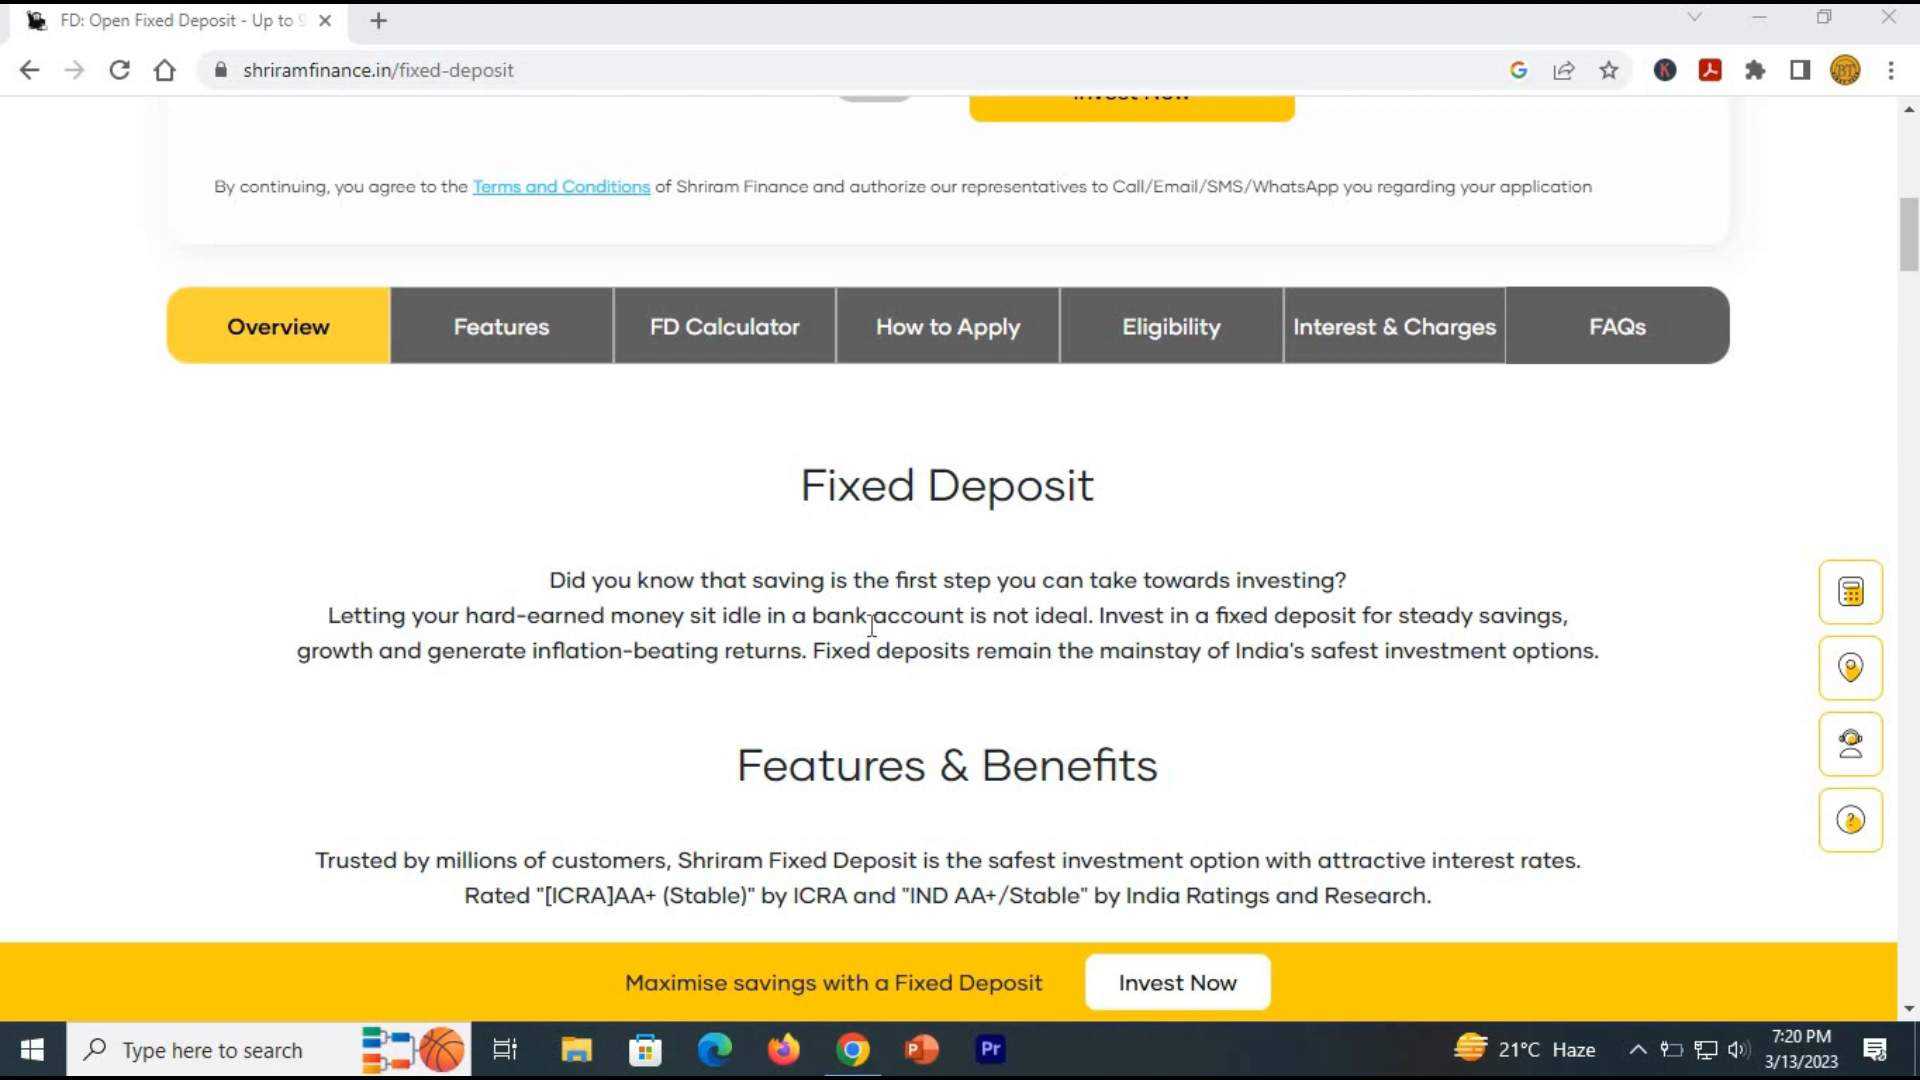 FD: Open Fixed Deposit - Up to 9
shriramfinance.in/fixed-deposit
Invest Now
By continuing, you agree to the Terms and Conditions of Shriram Finance and authorize our representatives to Call/Email/SMS/WhatsApp you regarding your application
Overview
Features
FD Calculator
How to Apply
Eligibility
Interest & Charges
FAQs
Fixed Deposit
Did you know that saving is the first step you can take towards investing?
Letting your hard-earned money sit idle in a bank account is not ideal. Invest in a fixed deposit for steady savings,
growth and generate inflation-beating returns. Fixed deposits remain the mainstay of India's safest investment options.
Features & Benefits
Trusted by millions of customers, Shriram Fixed Deposit is the safest investment option with attractive interest rates.
Rated "[ICRA]AA+ (Stable)" by ICRA and "IND AA+/Stable" by India Ratings and Research.
Maximise savings with a Fixed Deposit
Invest Now
Type here to search
Pr
21°C Haze
7:20 PM
3/13/2023